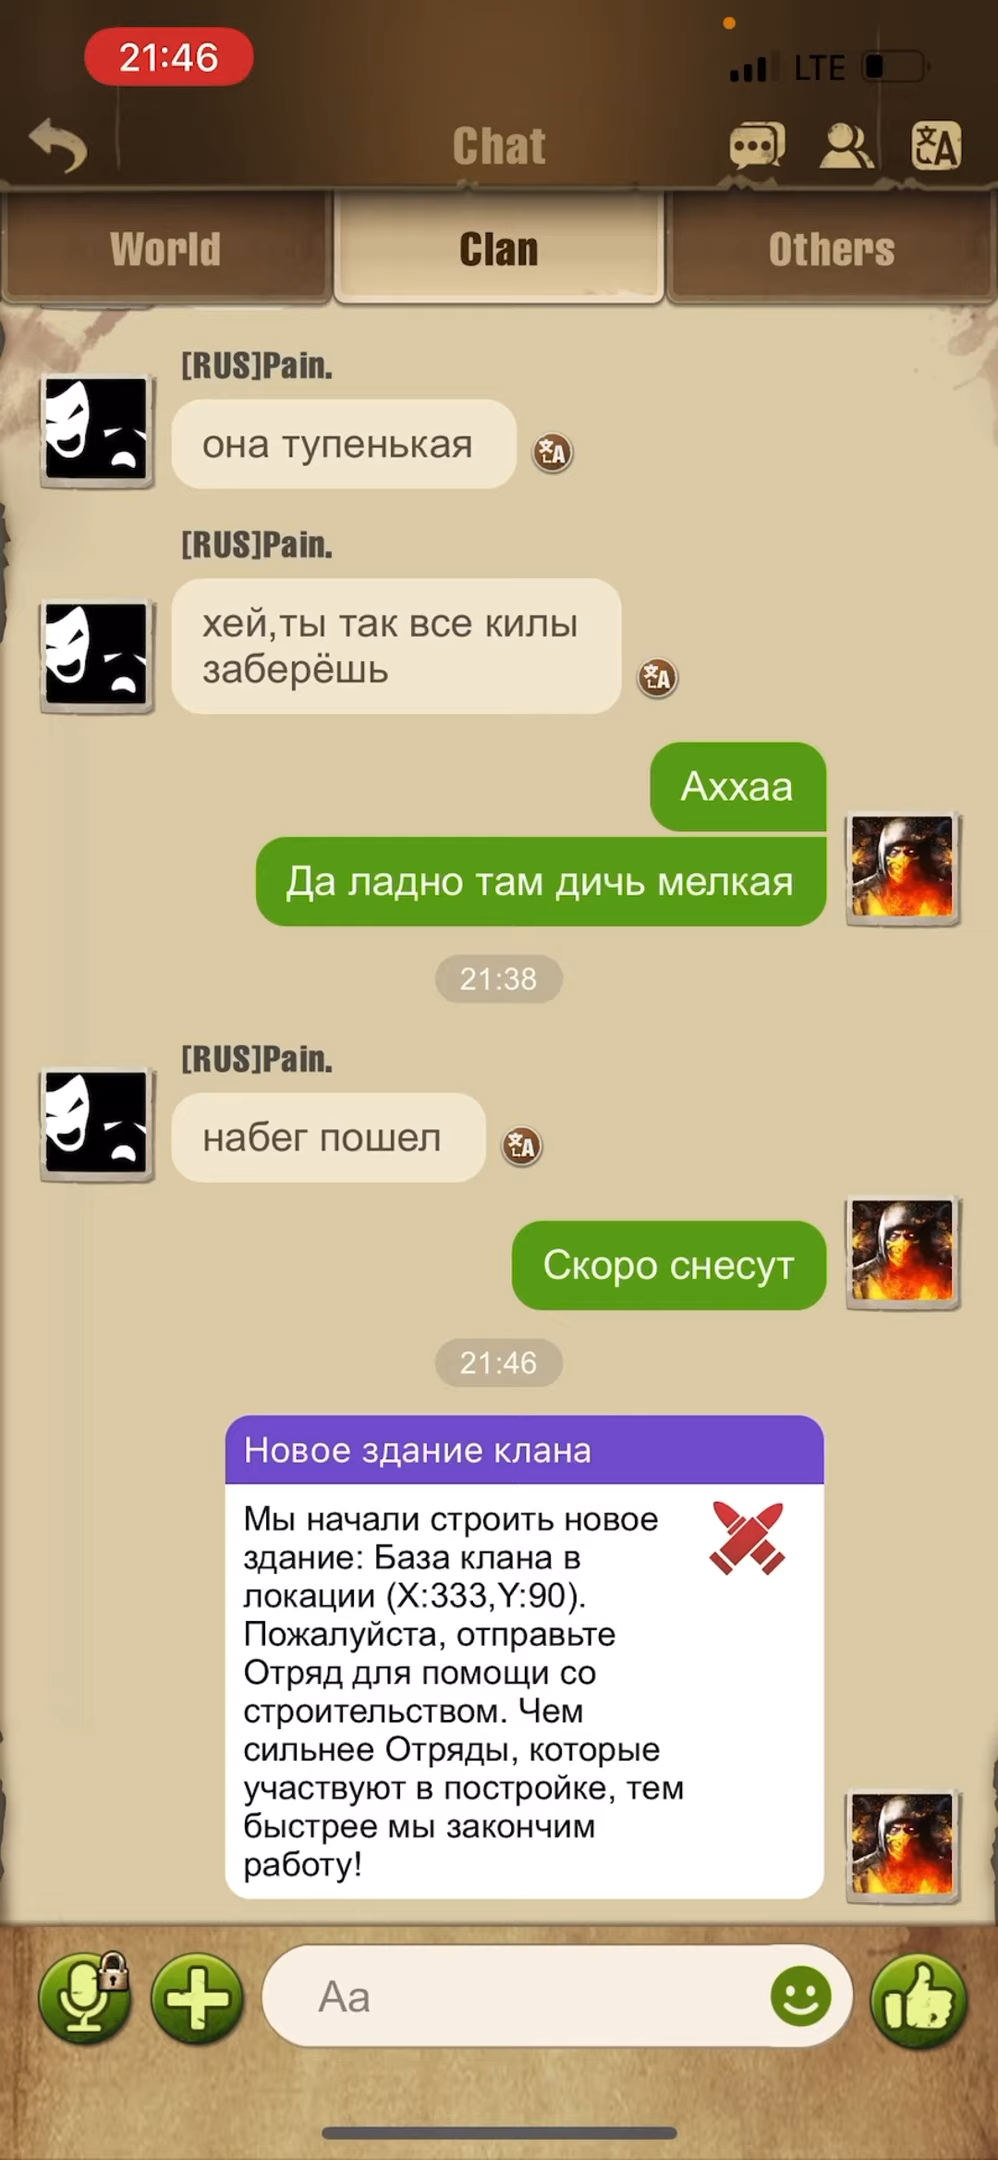 21:46
LTE
Chat
World
Clan
Others
[RUS]Pain.
она тупенькая
[RUS]Pain.
хей,ты так все килы
заберёшь
Аххаа
Да ладно там дичь мелкая
21:38
[RUS]Pain.
набег пошел
Скоро снесут
21:46
Новое здание клана
Мы начали строить новое
здание: База клана в
локации (X:333,Y:90).
Пожалуйста, отправьте
Отряд для помощи со
строительством. Чем
сильнее Отряды, которые
участвуют в постройке, тем
быстрее мы закончим
работу!
Aa